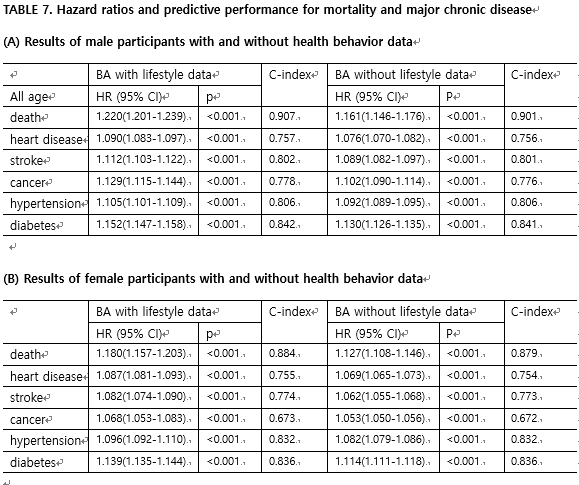 TABLE 7. Hazard ratios and predictive performance for mortality and major chronic disease
(A) Results of male participants with and without health behavior data
BA with lifestyle data C-index BA without lifestyle data C-index
All age HR (95% CI) p HR (95% CI) P
death 1.220(1.201-1.239) <0.001 0.907 1.161(1.146-1.176) <0.001 0.901
heart disease 1.090(1.083-1.097) <0.001 0.757 1.076(1.070-1.082) <0.001 0.756
stroke 1.112(1.103-1.122) <0.001 0.802 1.089(1.082-1.097) <0.001 0.801
cancer 1.129(1.115-1.144) <0.001 0.778 1.102(1.090-1.114) <0.001 0.776
hypertension 1.105(1.101-1.109) <0.001 0.806 1.092(1.089-1.095) <0.001 0.806
diabetes 1.152(1.147-1.158) <0.001 0.842 1.130(1.126-1.135) <0.001 0.841
(B) Results of female participants with and without health behavior data
BA with lifestyle data C-index BA without lifestyle data C-index
HR (95% CI) p HR (95% CI) P
death 1.180(1.157-1.203) <0.001 0.884 1.127(1.108-1.146) <0.001 0.879
heart disease 1.087(1.081-1.093) <0.001 0.755 1.069(1.065-1.073) <0.001 0.754
stroke 1.082(1.074-1.090) <0.001 0.774 1.062(1.055-1.068) <0.001 0.773
cancer 1.068(1.053-1.083) <0.001 0.673 1.053(1.050-1.056) <0.001 0.672
hypertension 1.096(1.092-1.110) <0.001 0.832 1.082(1.079-1.086) <0.001 0.832
diabetes 1.139(1.135-1.144) <0.001 0.836 1.114(1.111-1.118) <0.001 0.836